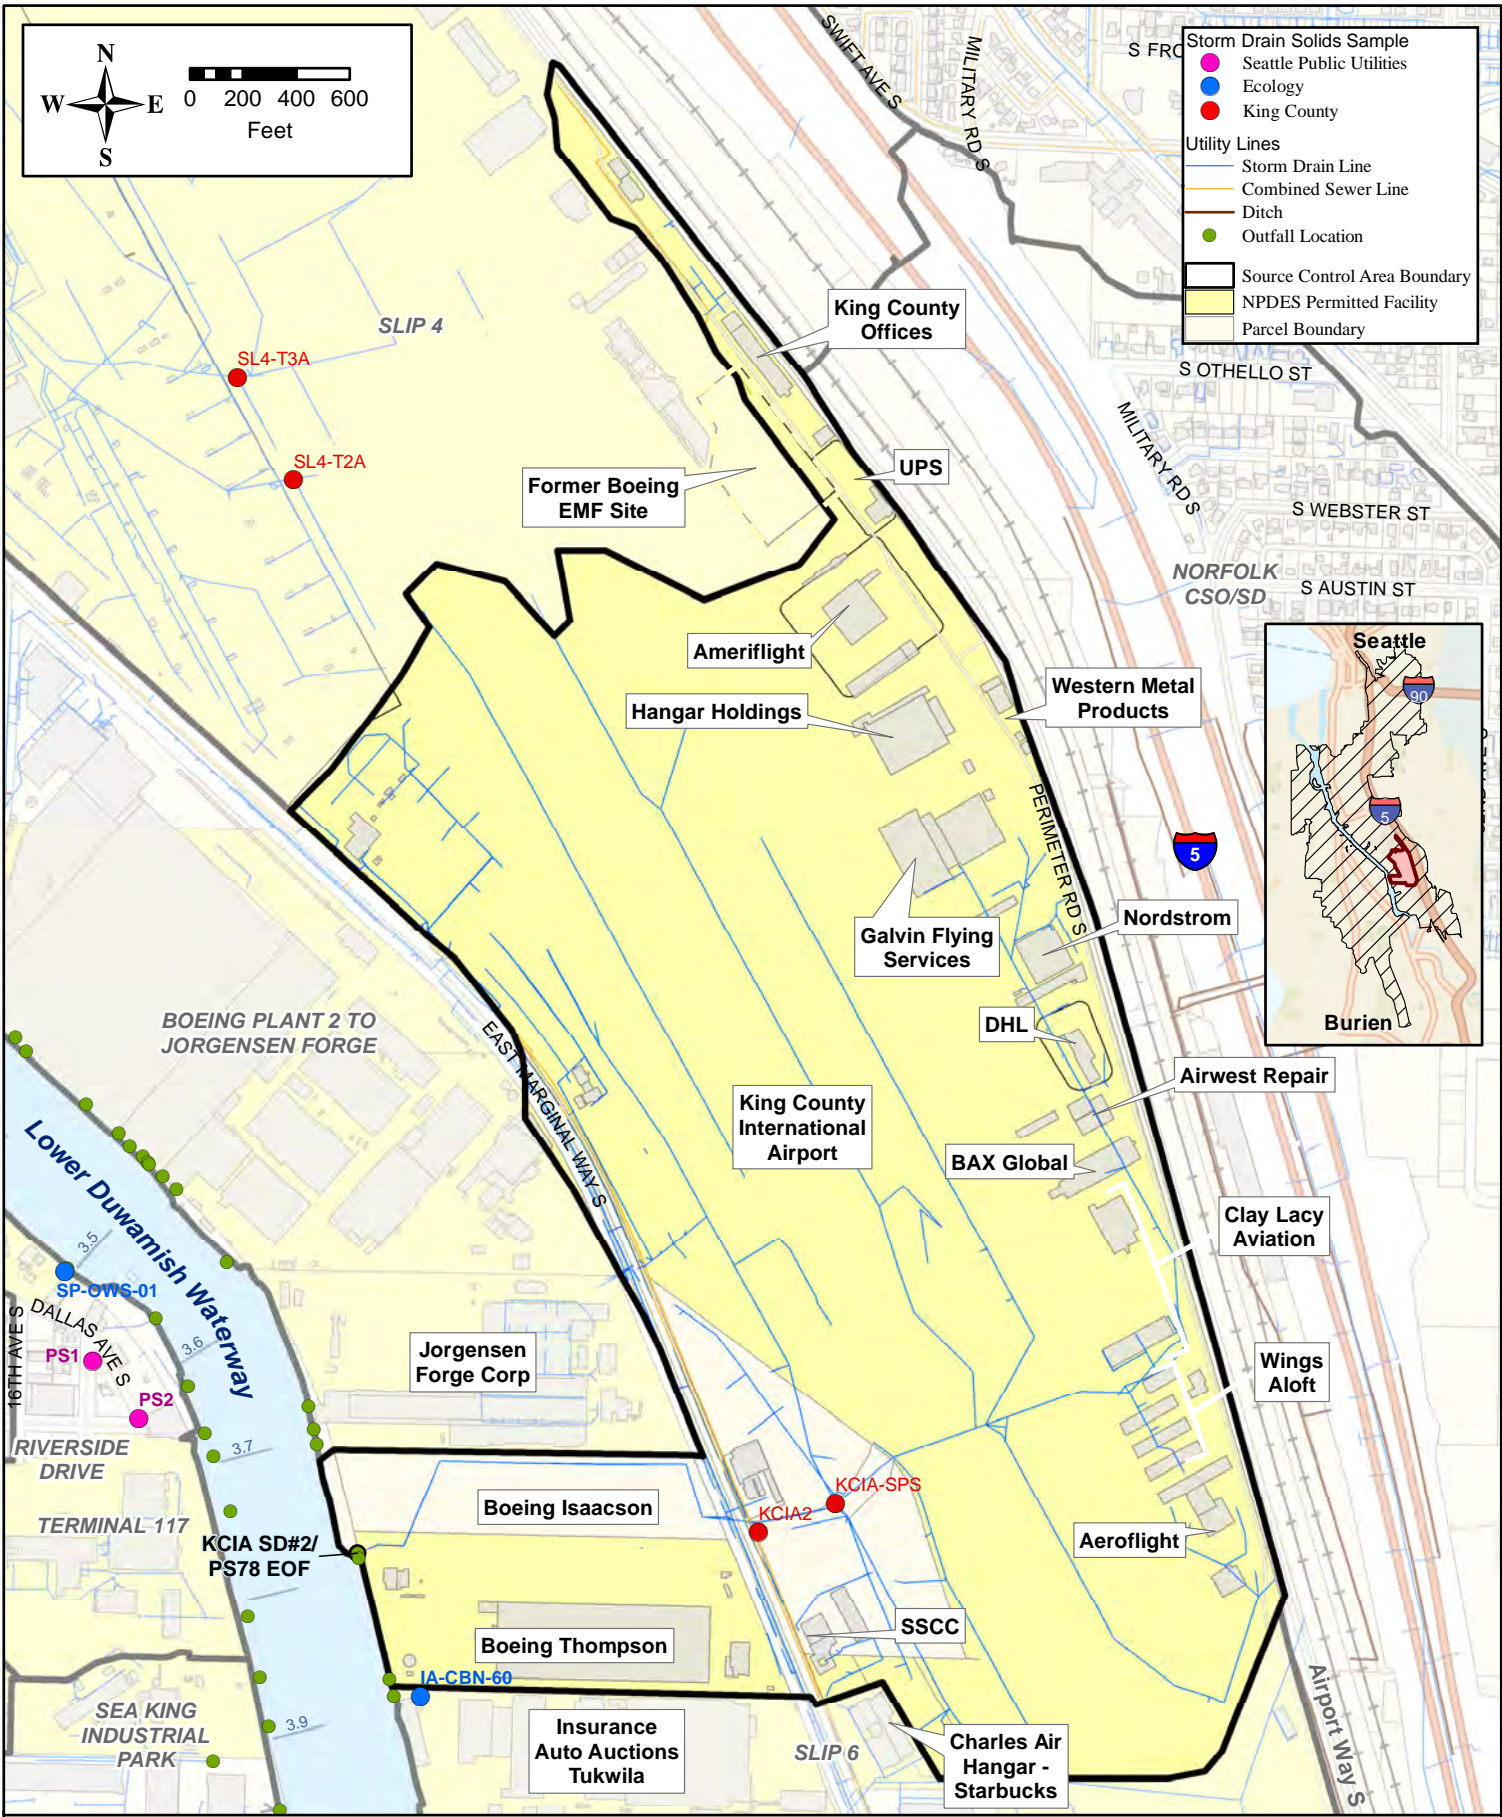 N
W E
S
0 200 400 600
Feet
Storm Drain Solids Sample
Seattle Public Utilities
Ecology
King County
Utility Lines
Storm Drain Line
Combined Sewer Line
Ditch
Outfall Location
Source Control Area Boundary
NPDES Permitted Facility
Parcel Boundary
SWIFT AVE S
MILITARY RD S
S FRO
S OTHELLO ST
MILITARY RD S
S WEBSTER ST
S AUSTIN ST
NORFOLK
CSO/SD
SLIP 4
SL4-T3A
SL4-T2A
King County
Offices
UPS
Former Boeing
EMF Site
Ameriflight
Hangar Holdings
Western Metal
Products
PERIMETER RD S
5
Seattle
90
5
Burien
Galvin Flying
Services
Nordstrom
DHL
Airwest Repair
King County
International
Airport
BAX Global
Clay Lacy
Aviation
Wings
Aloft
Aeroflight
BOEING PLANT 2 TO
JORGENSEN FORGE
EAST MARGINAL WAY S
Lower Duwamish Waterway
3.5
SP-OWS-01
DALLAS AVE S
16TH AVE S
PS1
PS2
3.6
3.7
RIVERSIDE
DRIVE
TERMINAL 117
Jorgensen
Forge Corp
Boeing Isaacson
KCIA-SPS
KCIA2
KCIA SD#2/
PS78 EOF
Boeing Thompson
SSCC
IA-CBN-60
SEA KING
INDUSTRIAL
PARK
3.9
Insurance
Auto Auctions
Tukwila
SLIP 6
Charles Air
Hangar -
Starbucks
Airport Way S